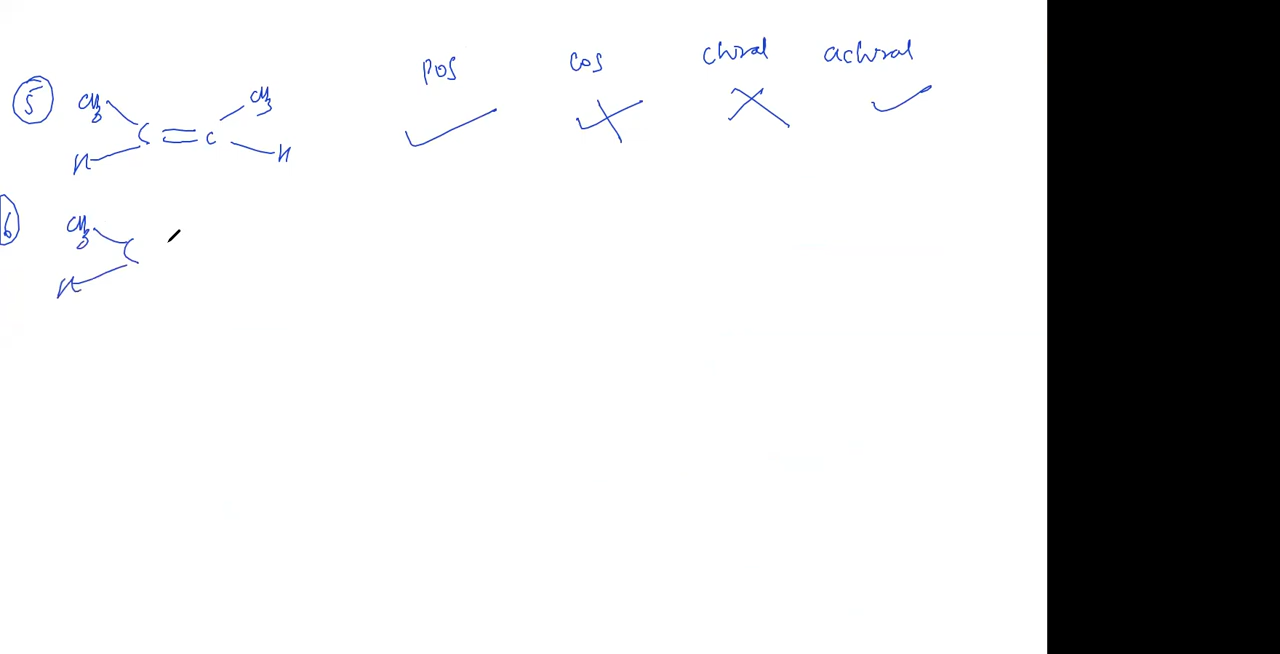 POS COS chiral achiral
⑤ CH3 CH3
C = C
H H
⑥ CH3
C
H